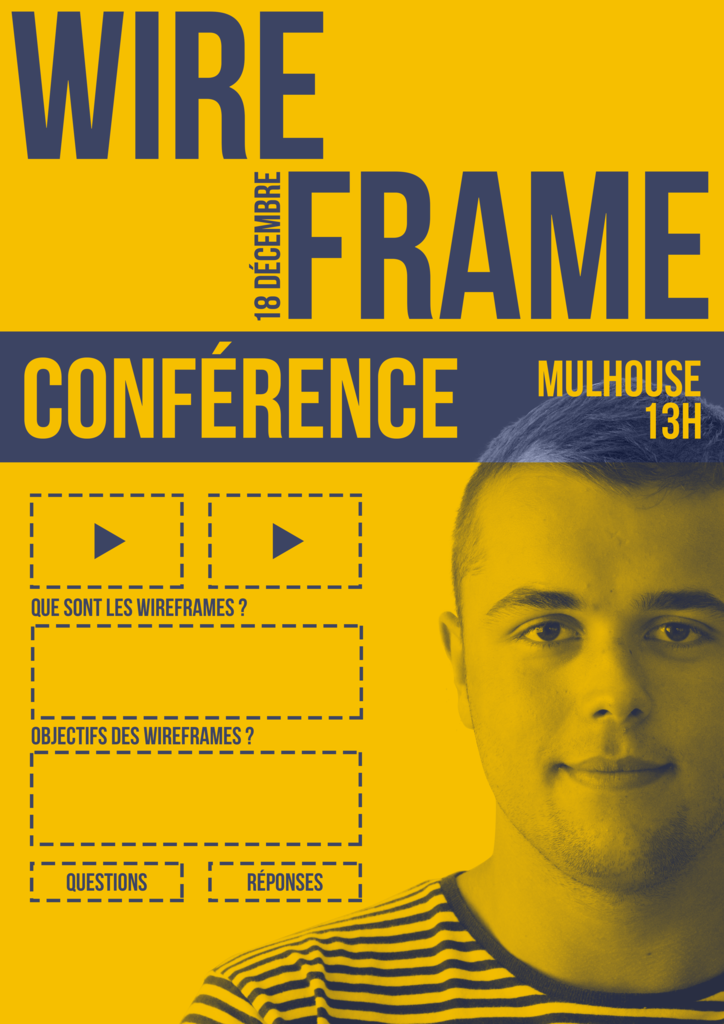 WIRE
18 DÉCEMBRE
FRAME
CONFÉRENCE
MULHOUSE
13H
QUE SONT LES WIREFRAMES ?
OBJECTIFS DES WIREFRAMES ?
QUESTIONS
RÉPONSES